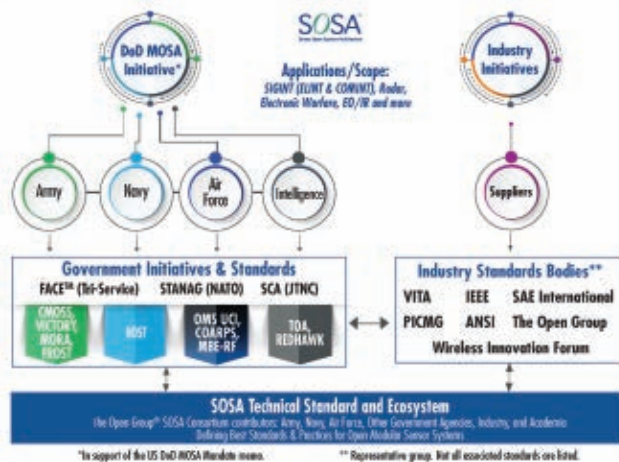 SOSA
DoD MOSA
Initiative*
Industry
Initiatives
Applications/Scope:
SIGINT (ELINT & COMINT), Radar,
Electronic Warfare, EO/IR and more
Army
Navy
Air
Force
Intelligence
Suppliers
Government Initiatives & Standards
FACE™ (Tri-Service) STANAG (NATO) SCA (JTNC)
CMOSS,
VICTORY,
MORA,
FROST
HOST
OMS UCI,
COARPS,
MBE-RF
TOA,
REDHAWK
Industry Standards Bodies**
VITA IEEE SAE International
PICMG ANSI The Open Group
Wireless Innovation Forum
SOSA Technical Standard and Ecosystem
The Open Group® SOSA Consortium contributors: Army, Navy, Air Force, Other Government Agencies, Industry, and Academia
Defining Best Standards & Practices for Open Modular Sensor Systems
*In support of the US DoD MOSA Mandate memo.
** Representative group. Not all associated standards are listed.